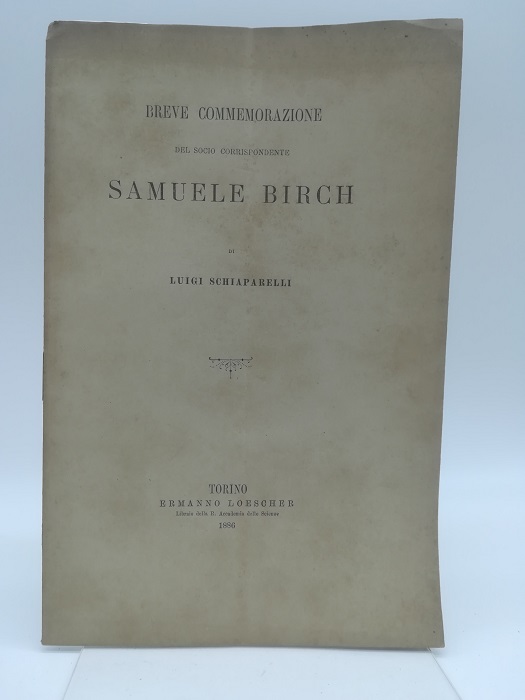 BREVE COMMEMORAZIONE
DEL SOCIO CORRISPONDENTE
SAMUELE BIRCH
DI
LUIGI SCHIAPARELLI
TORINO
ERMANNO LOESCHER
Libraio della R. Accademia delle Scienze
1886